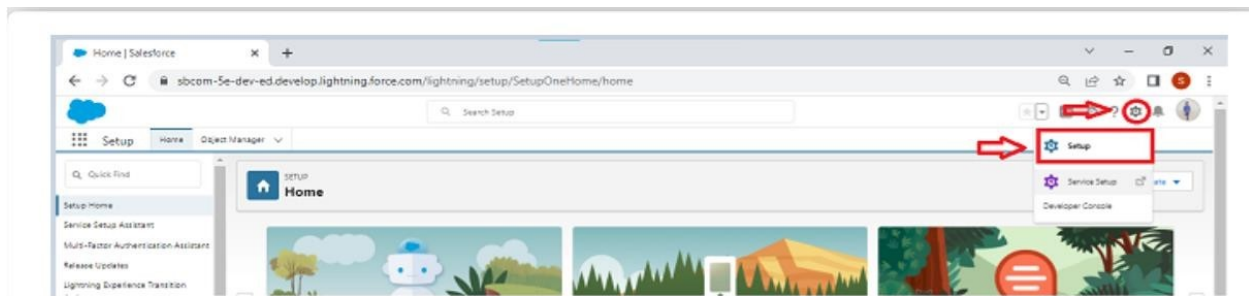 Home | Salesforce
sbcom-5e-dev-ed.develop.lightning.force.com/lightning/setup/SetupOneHome/home
S
Search Setup
Setup
Home
Object Manager
Setup
Quick Find
SETUP
Home
Service Setup
Developer Console
Setup Home
Service Setup Assistant
Multi-Factor Authentication Assistant
Release Updates
Lightning Experience Transition